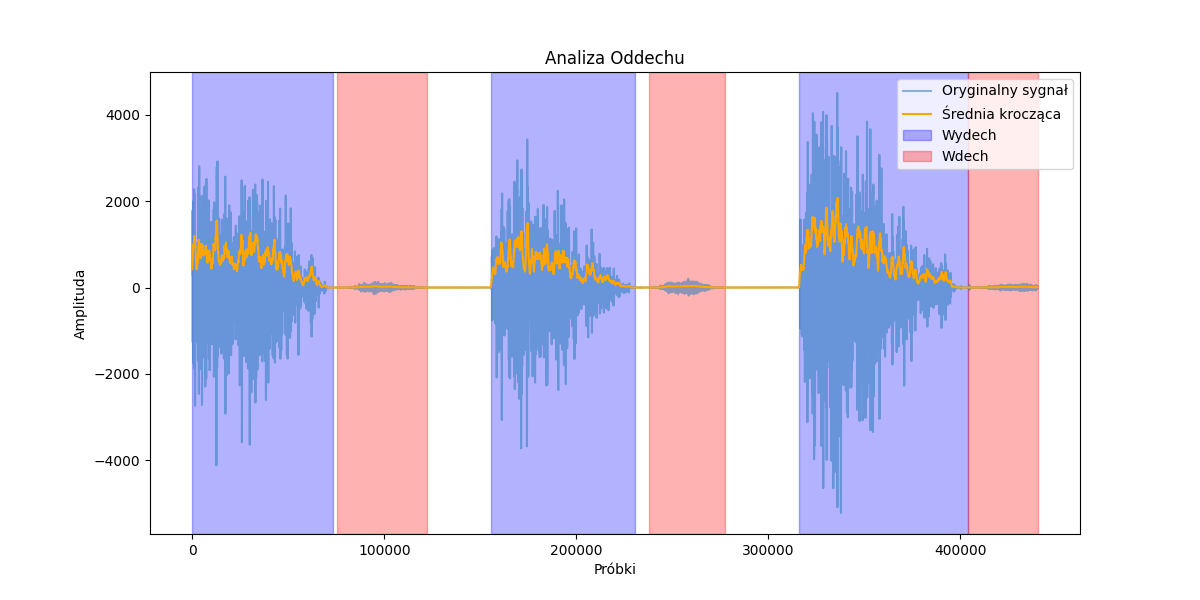 Analiza Oddechu
Oryginalny sygnał
Średnia krocząca
Wydech
Wdech
Amplituda
4000
2000
0
−2000
−4000
0 100000 200000 300000 400000
Próbki